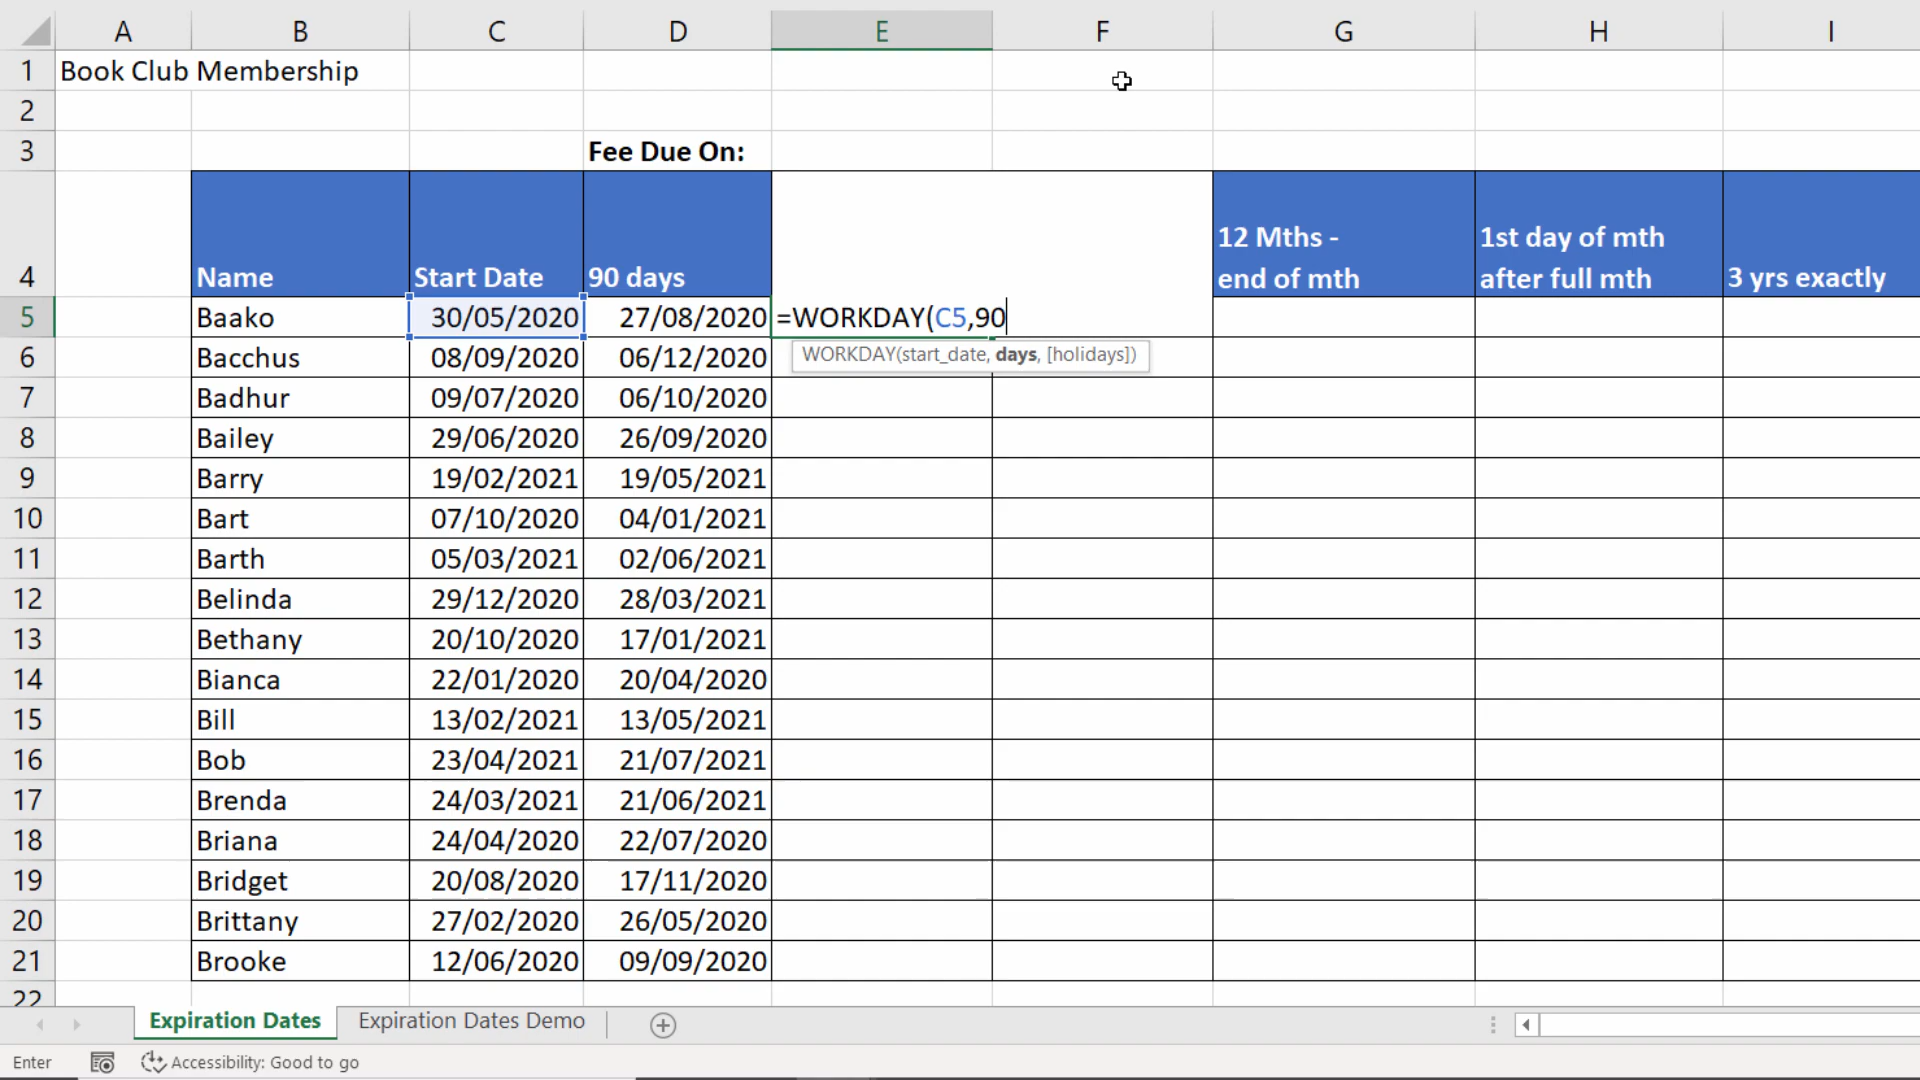 A B C D E F G H I
1 Book Club Membership
2
3 Fee Due On:
4 Name Start Date 90 days 12 Mths - end of mth 1st day of mth after full mth 3 yrs exactly
5 Baako 30/05/2020 27/08/2020 =WORKDAY(C5,90
WORKDAY(start_date, days, [holidays])
6 Bacchus 08/09/2020 06/12/2020
7 Badhur 09/07/2020 06/10/2020
8 Bailey 29/06/2020 26/09/2020
9 Barry 19/02/2021 19/05/2021
10 Bart 07/10/2020 04/01/2021
11 Barth 05/03/2021 02/06/2021
12 Belinda 29/12/2020 28/03/2021
13 Bethany 20/10/2020 17/01/2021
14 Bianca 22/01/2020 20/04/2020
15 Bill 13/02/2021 13/05/2021
16 Bob 23/04/2021 21/07/2021
17 Brenda 24/03/2021 21/06/2021
18 Briana 24/04/2020 22/07/2020
19 Bridget 20/08/2020 17/11/2020
20 Brittany 27/02/2020 26/05/2020
21 Brooke 12/06/2020 09/09/2020
22
Expiration Dates Expiration Dates Demo
Enter Accessibility: Good to go